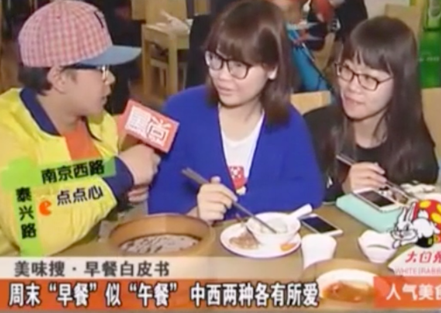 南京西路
泰兴路
点点心
大白兔
WHITE RABBIT
美味搜·早餐白皮书
周末“早餐”似“午餐” 中西两种各有所爱
人气美食